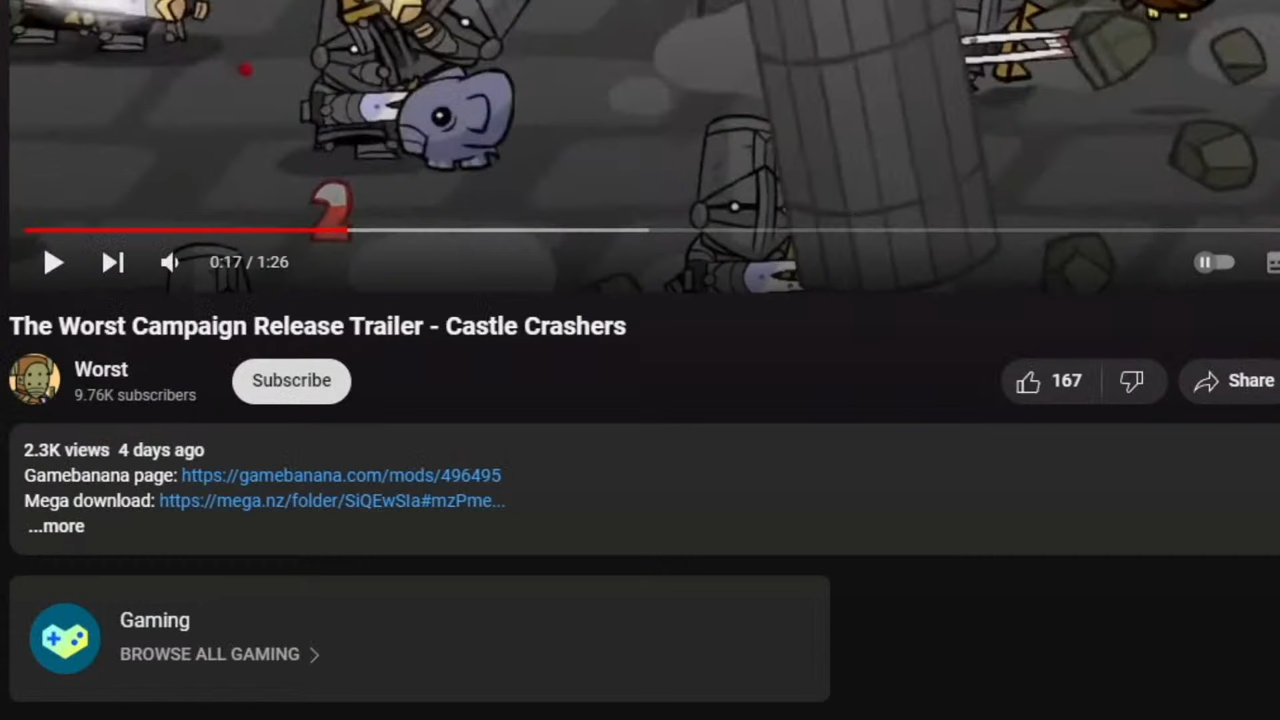 2
0:17 / 1:26
The Worst Campaign Release Trailer - Castle Crashers
Worst
9.76K subscribers
Subscribe
167
Share
2.3K views 4 days ago
Gamebanana page: https://gamebanana.com/mods/496495
Mega download: https://mega.nz/folder/SiQEwSIa#mzPme...
...more
Gaming
BROWSE ALL GAMING